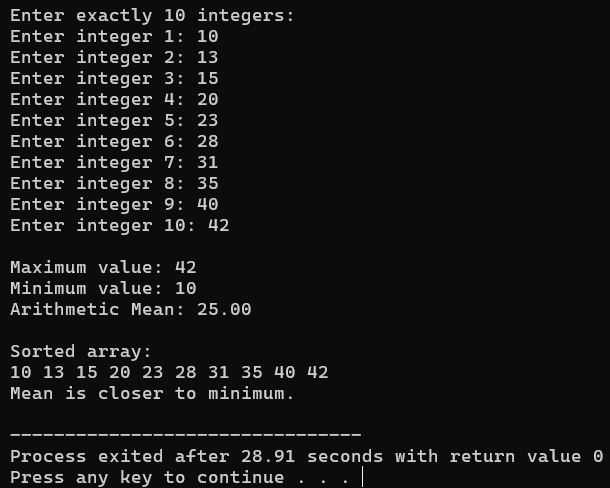 Enter exactly 10 integers:
Enter integer 1: 10
Enter integer 2: 13
Enter integer 3: 15
Enter integer 4: 20
Enter integer 5: 23
Enter integer 6: 28
Enter integer 7: 31
Enter integer 8: 35
Enter integer 9: 40
Enter integer 10: 42

Maximum value: 42
Minimum value: 10
Arithmetic Mean: 25.00

Sorted array:
10 13 15 20 23 28 31 35 40 42
Mean is closer to minimum.

--------------------------------
Process exited after 28.91 seconds with return value 0
Press any key to continue . . .